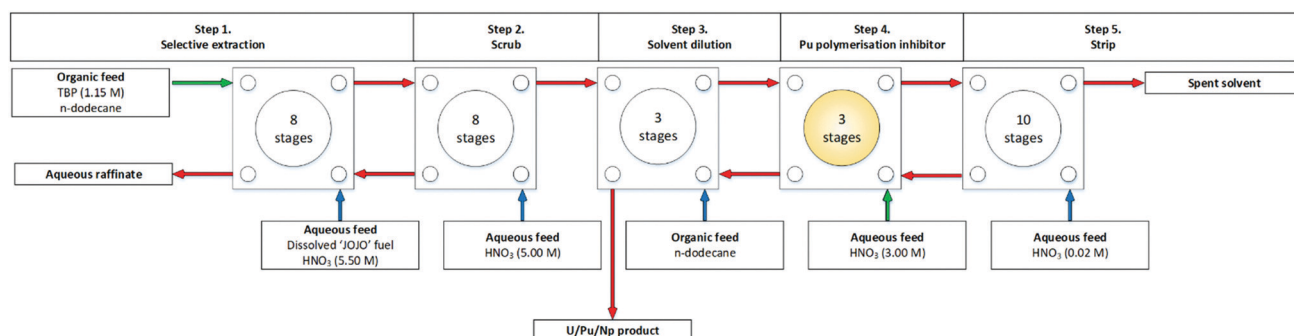 Step 1.
Selective extraction
Step 2.
Scrub
Step 3.
Solvent dilution
Step 4.
Pu polymerisation inhibitor
Step 5.
Strip
Organic feed
TBP (1.15 M)
n-dodecane
8
stages
8
stages
3
stages
3
stages
10
stages
Spent solvent
Aqueous raffinate
Aqueous feed
Dissolved ‘JOJO’ fuel
HNO₃ (5.50 M)
Aqueous feed
HNO₃ (5.00 M)
Organic feed
n-dodecane
Aqueous feed
HNO₃ (3.00 M)
Aqueous feed
HNO₃ (0.02 M)
U/Pu/Np product